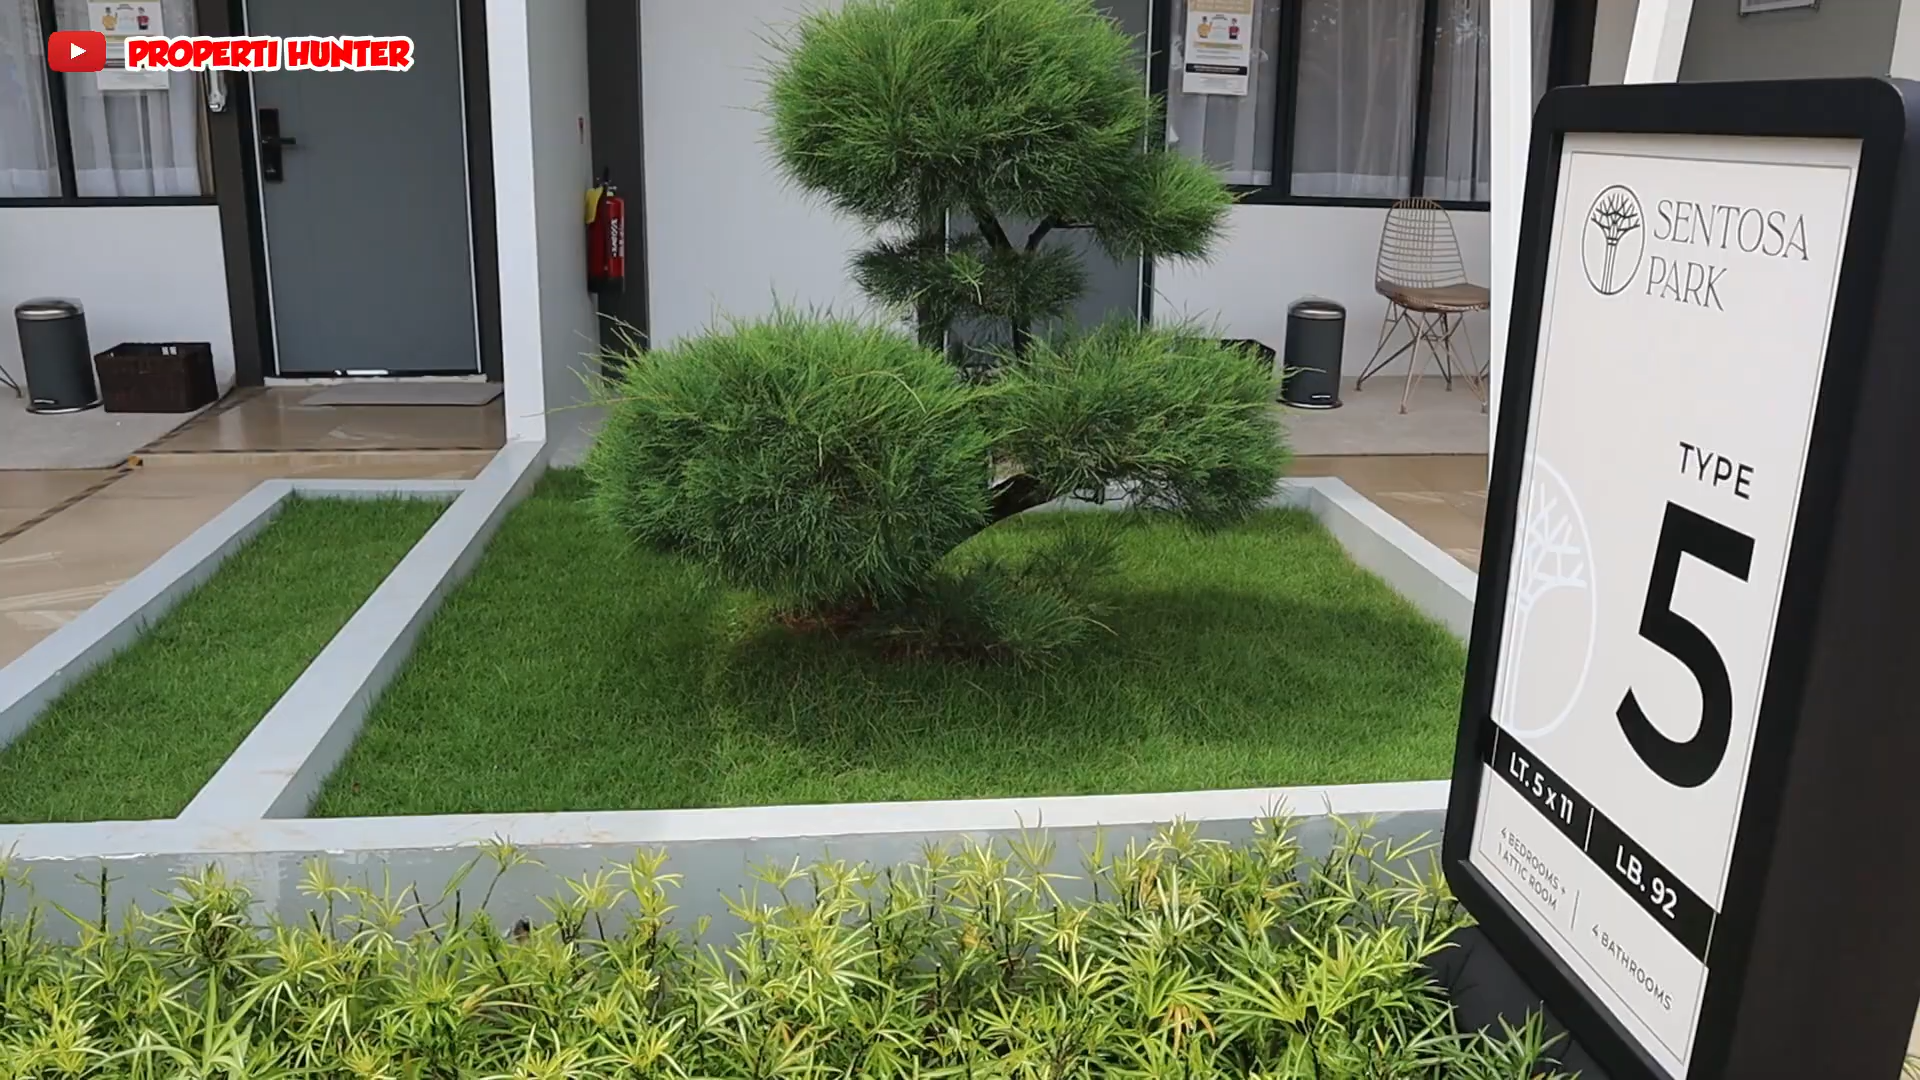 PROPERTI HUNTER
SENTOSA
PARK
TYPE
5
LT. 5 x 11 | LB. 92
4 BEDROOMS +
1 ATTIC ROOM
4 BATHROOMS